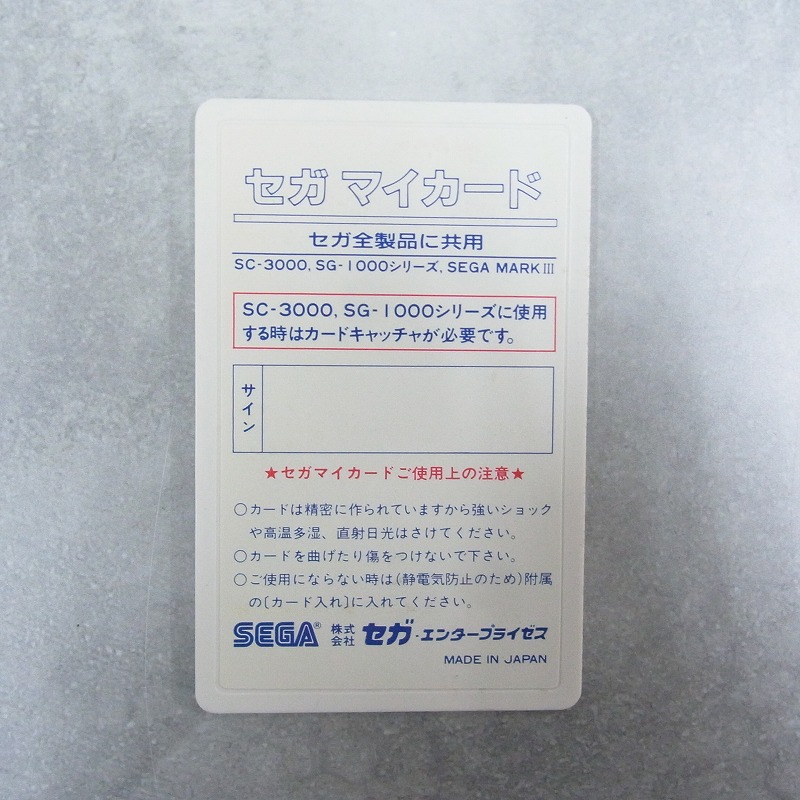 セガ マイカード
セガ全製品に共用
SC-3000, SG-1000シリーズ, SEGA MARKⅢ
SC-3000, SG-1000シリーズに使用
する時はカードキャッチャが必要です。
サイン
★セガマイカードご使用上の注意★
○カードは精密に作られていますから強いショック
や高温多湿、直射日光はさけてください。
○カードを曲げたり傷をつけないで下さい。
○ご使用にならない時は(静電気防止のため)附属
の〔カード入れ〕に入れてください。
SEGA® 株式会社 セガ・エンタープライゼス
MADE IN JAPAN